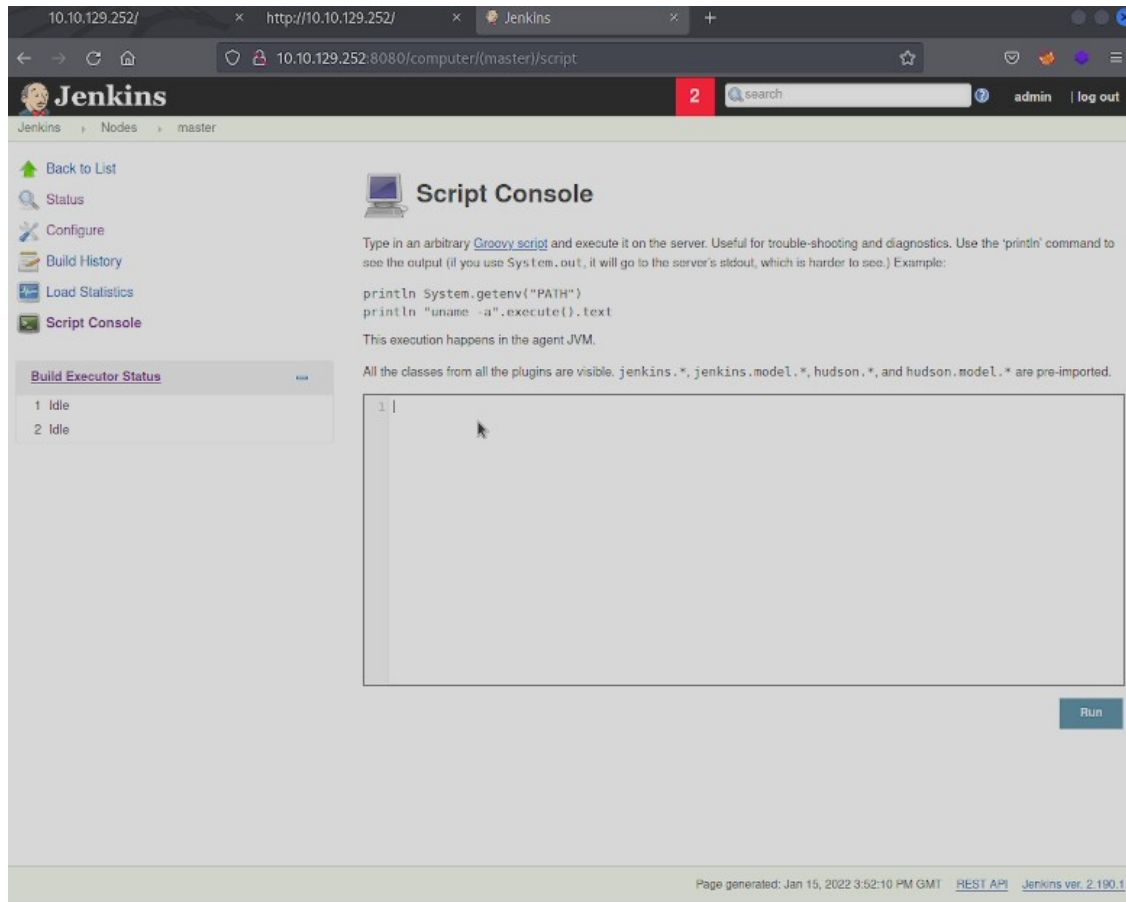 10.10.129.252/
http://10.10.129.252/
Jenkins
10.10.129.252:8080/computer/(master)/script
Jenkins
2
search
admin
| log out
Jenkins
Nodes
master
Back to List
Status
Configure
Build History
Load Statistics
Script Console
Build Executor Status
1 Idle
2 Idle
Script Console
Type in an arbitrary Groovy script and execute it on the server. Useful for trouble-shooting and diagnostics. Use the 'println' command to
see the output (if you use System.out, it will go to the server's stdout, which is harder to see.) Example:
println System.getenv("PATH")
println "uname -a".execute().text
This execution happens in the agent JVM.
All the classes from all the plugins are visible. jenkins.*, jenkins.model.*, hudson.*, and hudson.model.* are pre-imported.
1
Run
Page generated: Jan 15, 2022 3:52:10 PM GMT REST API Jenkins ver. 2.190.1